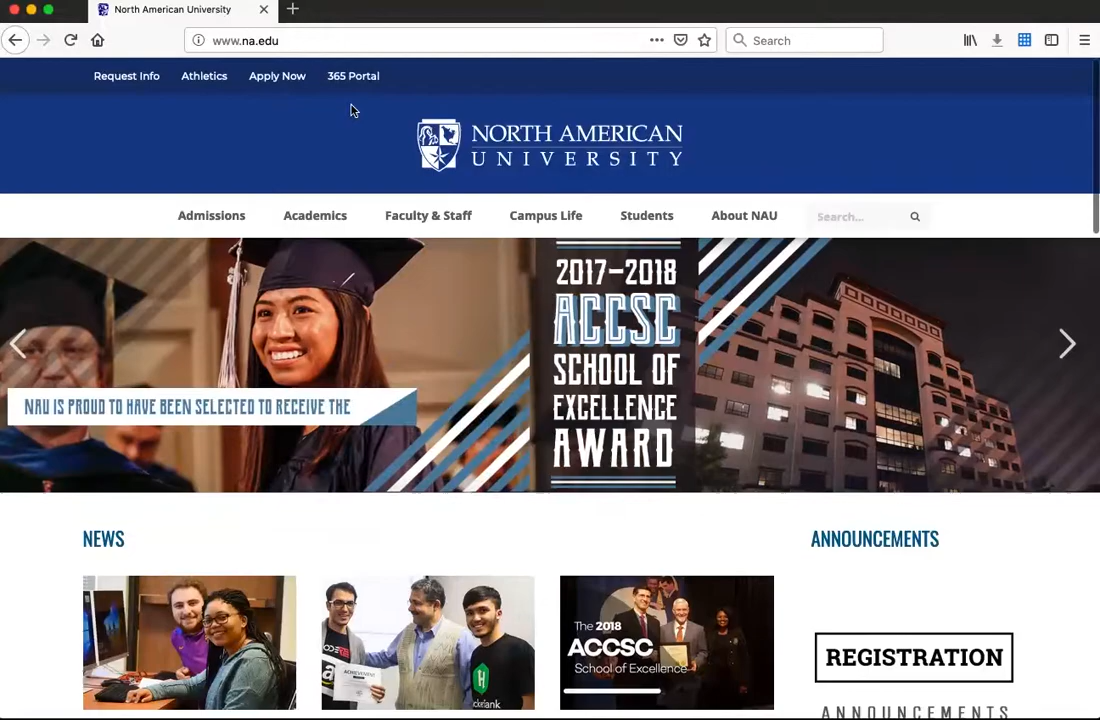 North American University
www.na.edu
Search
Request Info
Athletics
Apply Now
365 Portal
NORTH AMERICAN
UNIVERSITY
Admissions
Academics
Faculty & Staff
Campus Life
Students
About NAU
Search...
NAU IS PROUD TO HAVE BEEN SELECTED TO RECEIVE THE
2017-2018
ACCSC
SCHOOL OF
EXCELLENCE
AWARD
NEWS
ANNOUNCEMENTS
The 2018
ACCSC
School of Excellence
REGISTRATION
ANNOUNCEMENTS